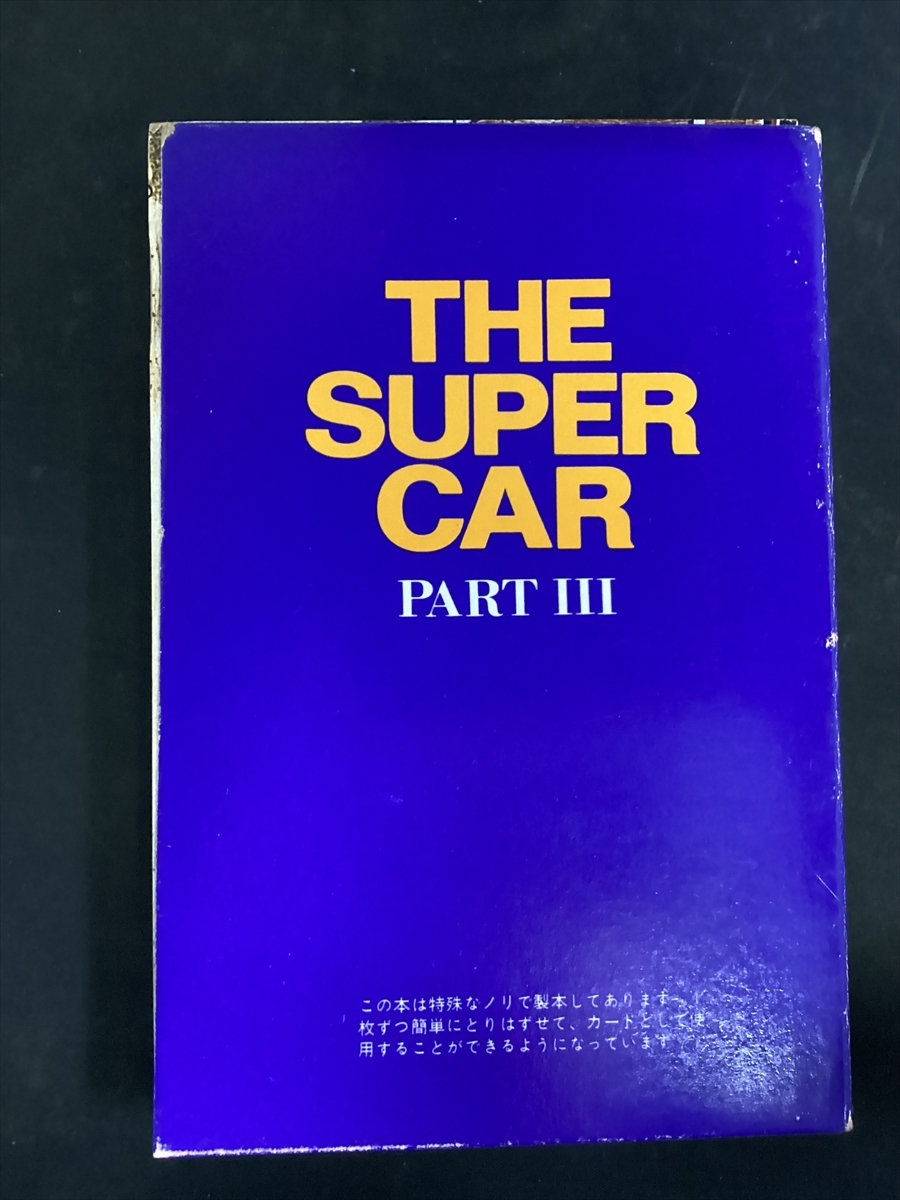 THE
SUPER
CAR
PART III
この本は特殊なノリで製本してあります。1
枚ずつ簡単にとりはずせて、カードとしても
用することができるようになっています